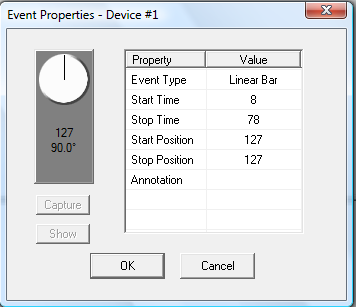 Event Properties - Device #1
127
90.0°
Capture
Show
Property Value
Event Type Linear Bar
Start Time 8
Stop Time 78
Start Position 127
Stop Position 127
Annotation
OK Cancel